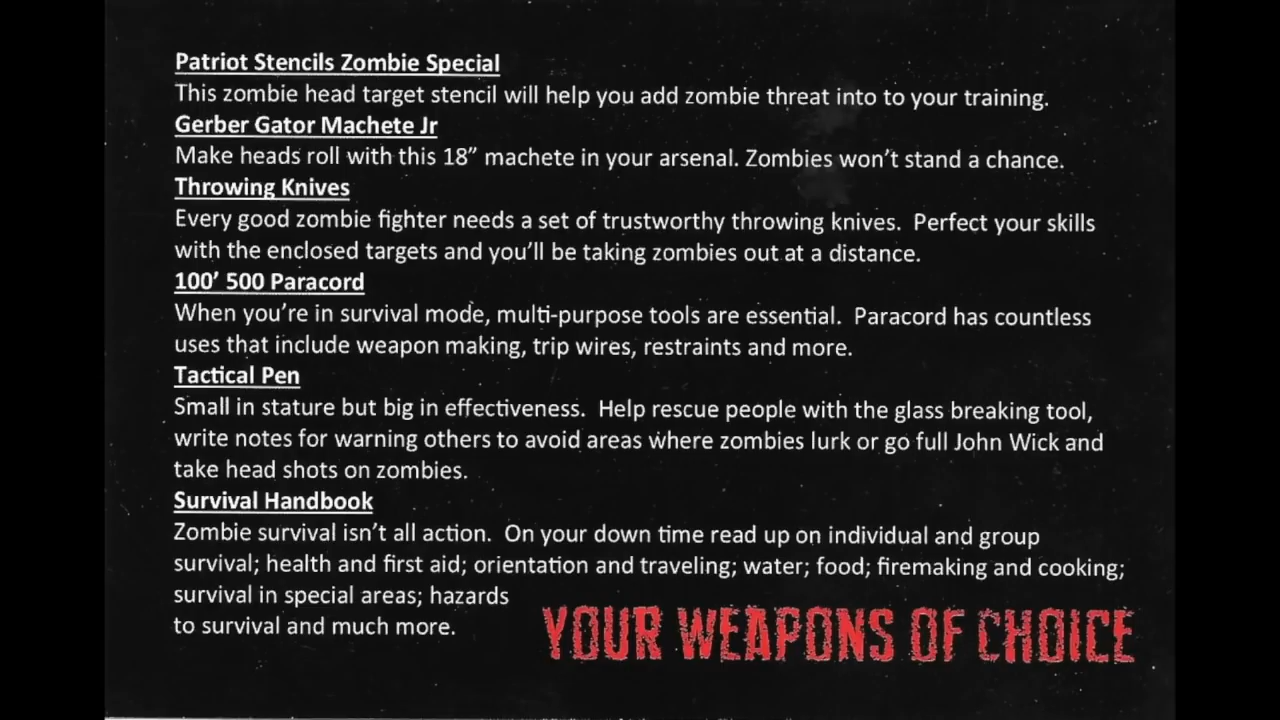 Patriot Stencils Zombie Special
This zombie head target stencil will help you add zombie threat into to your training.
Gerber Gator Machete Jr
Make heads roll with this 18” machete in your arsenal. Zombies won’t stand a chance.
Throwing Knives
Every good zombie fighter needs a set of trustworthy throwing knives.  Perfect your skills
with the enclosed targets and you’ll be taking zombies out at a distance.
100’ 500 Paracord
When you’re in survival mode, multi-purpose tools are essential.  Paracord has countless
uses that include weapon making, trip wires, restraints and more.
Tactical Pen
Small in stature but big in effectiveness.  Help rescue people with the glass breaking tool,
write notes for warning others to avoid areas where zombies lurk or go full John Wick and
take head shots on zombies.
Survival Handbook
Zombie survival isn’t all action.  On your down time read up on individual and group
survival; health and first aid; orientation and traveling; water; food; firemaking and cooking;
survival in special areas; hazards
to survival and much more.
YOUR WEAPONS OF CHOICE